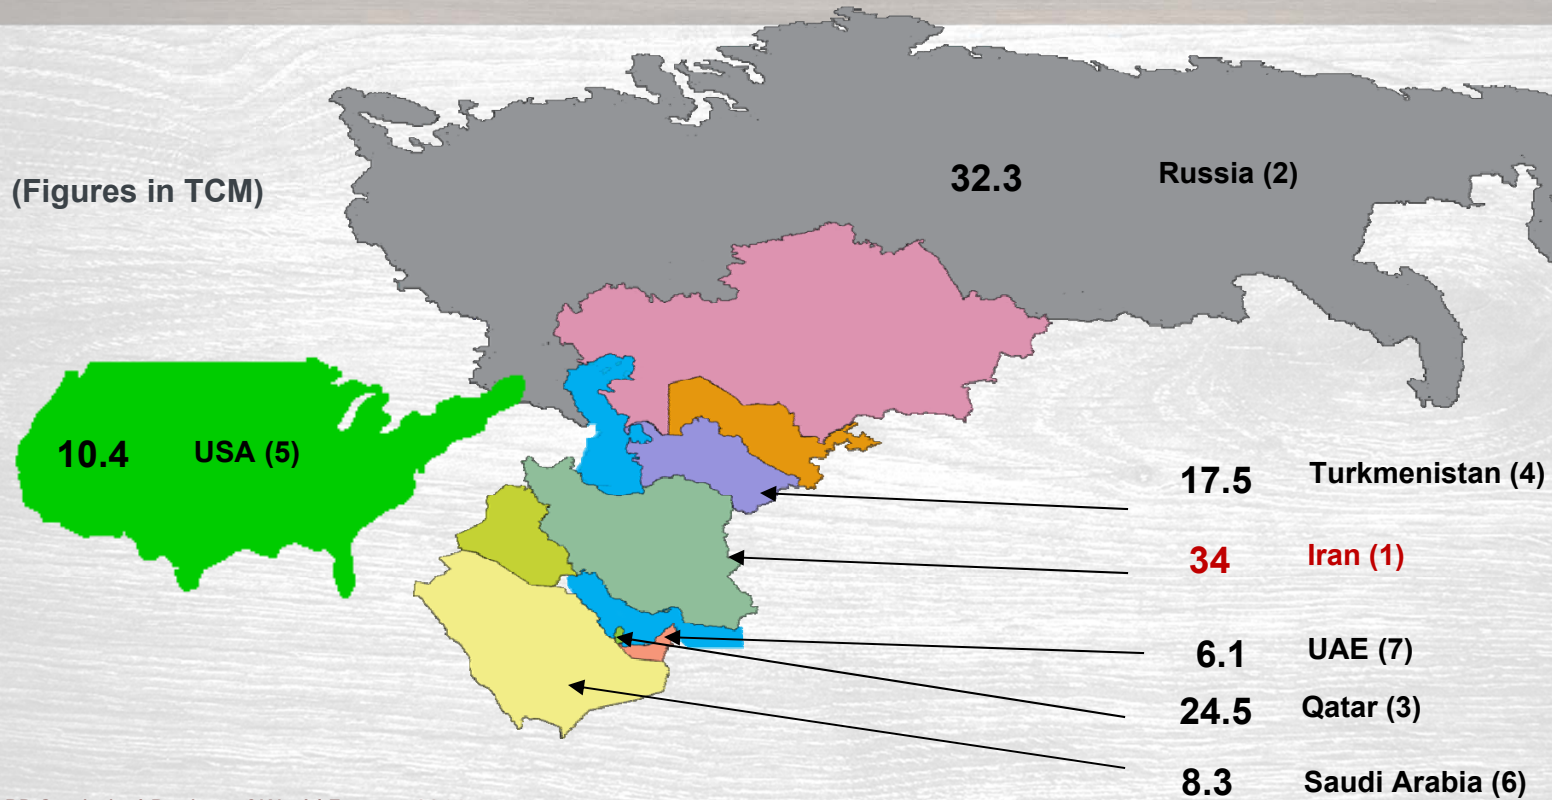 32.3 Russia (2)
(Figures in TCM)
10.4 USA (5)
17.5 Turkmenistan (4)
34 Iran (1)
6.1 UAE (7)
24.5 Qatar (3)
8.3 Saudi Arabia (6)